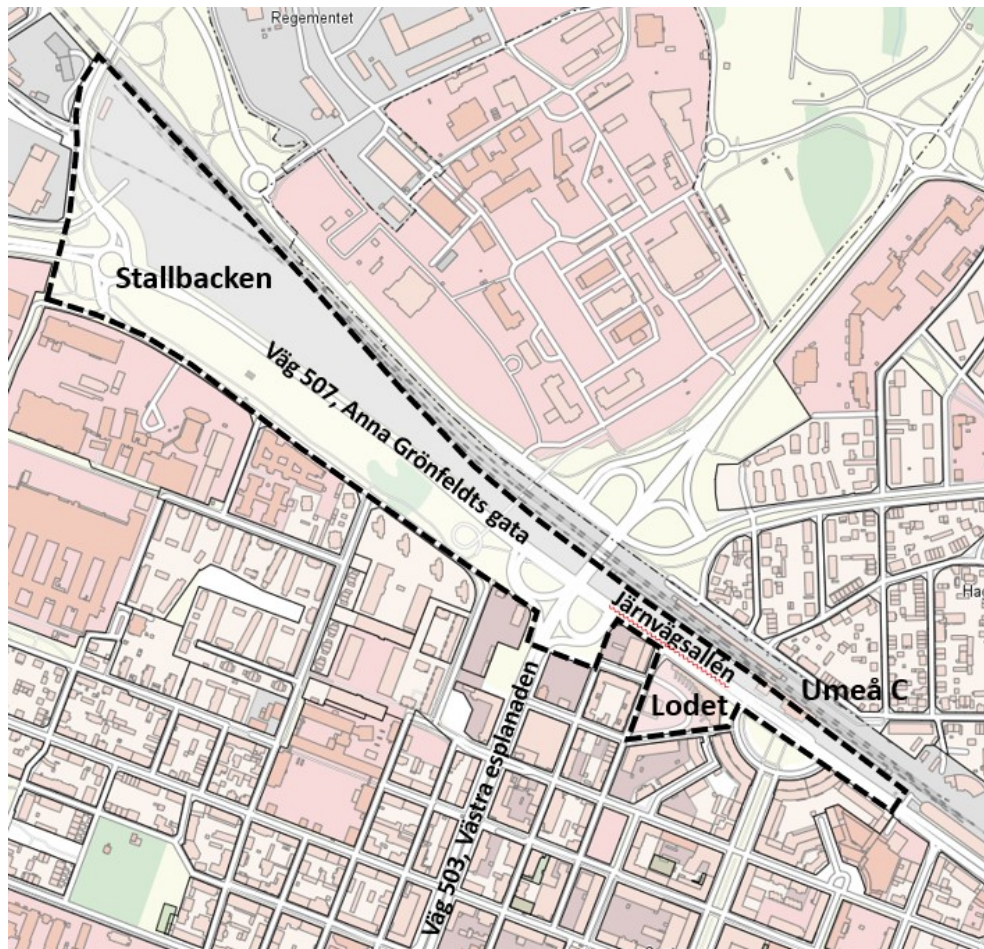 Regementet
Stallbacken
Väg 507, Anna Grönfeldts gata
Järnvägsallén
Umeå C
Lodet
Väg 503, Västra esplanaden